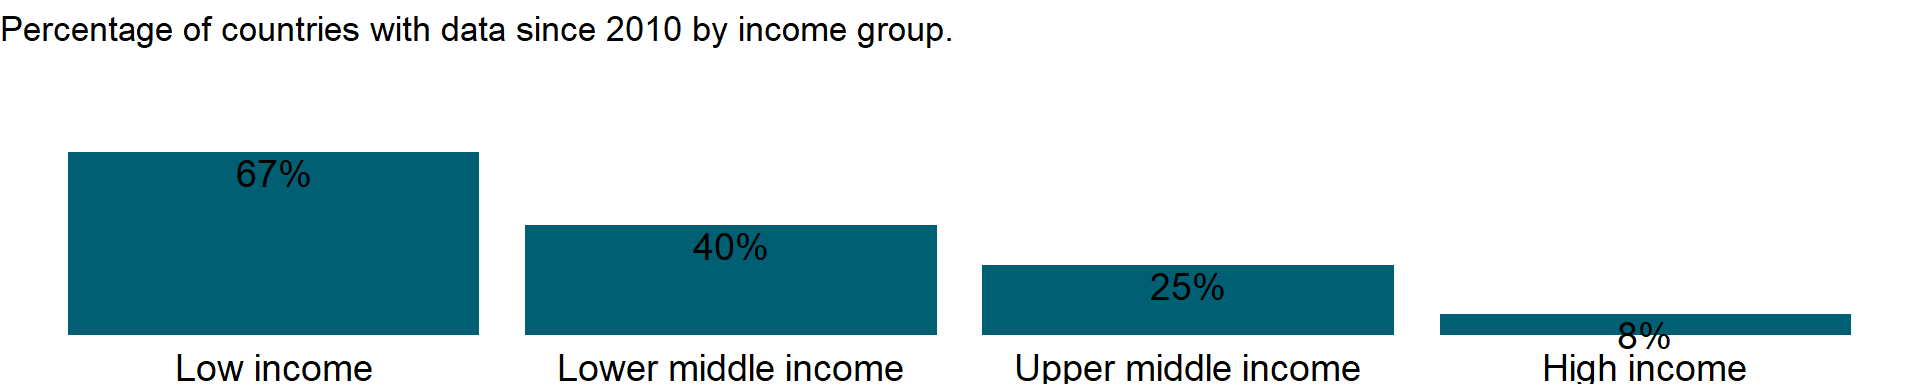 Percentage of countries with data since 2010 by income group.
67%
40%
25%
8%
Low income
Lower middle income
Upper middle income
High income